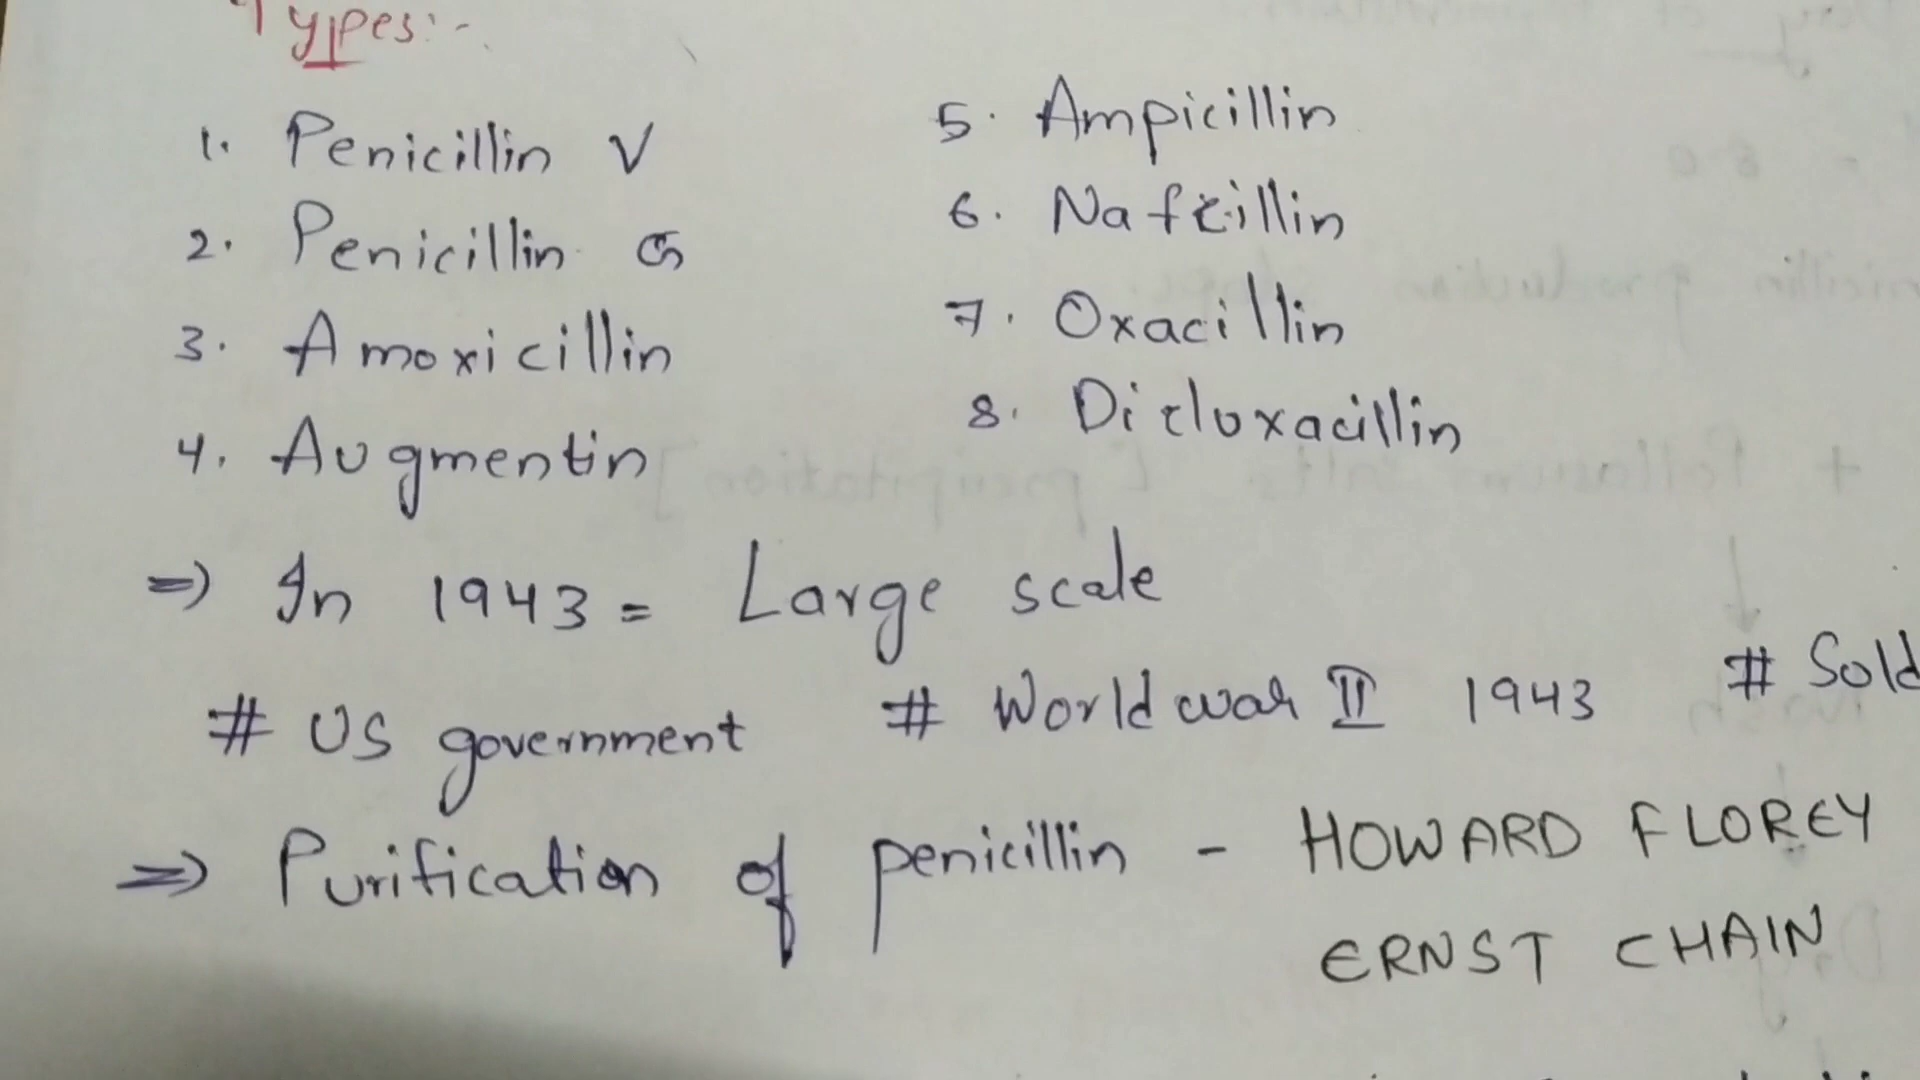 Types:-
1. Penicillin V
2. Penicillin G
3. Amoxicillin
4. Augmentin
5. Ampicillin
6. Nafcillin
7. Oxacillin
8. Dicloxacillin
⇒ In 1943 = Large scale
# US government # World war II 1943 # Sold
⇒ Purification of penicillin - HOWARD FLOREY
ERNST CHAIN